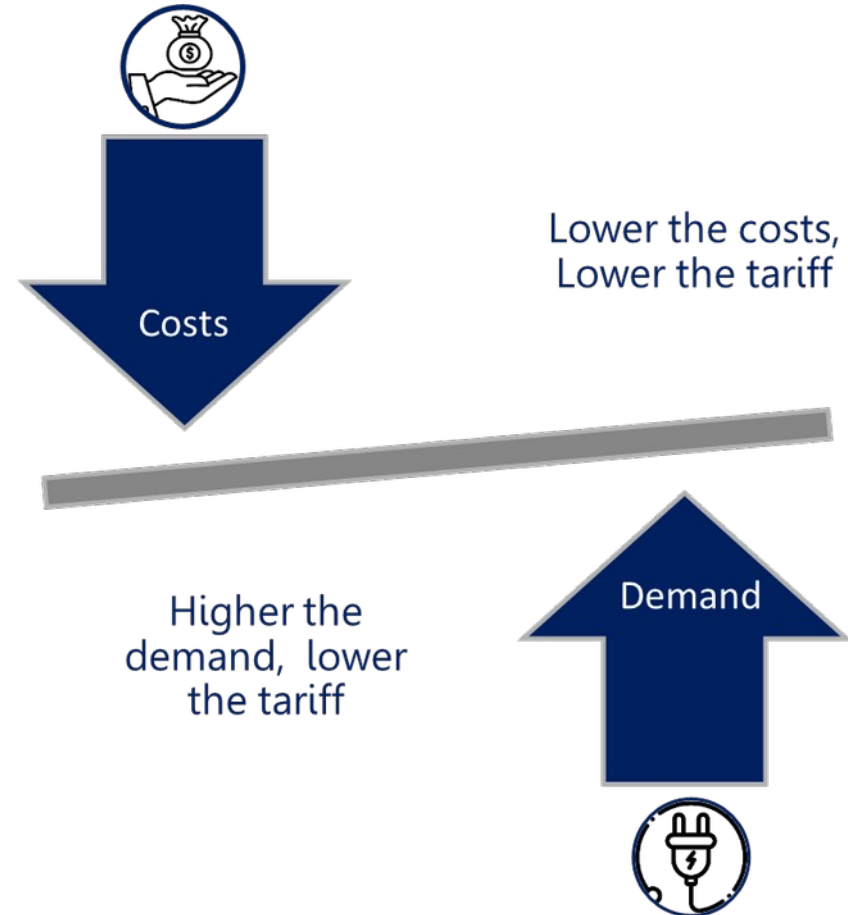 $
Lower the costs,
Lower the tariff
Costs
Demand
Higher the
demand, lower
the tariff